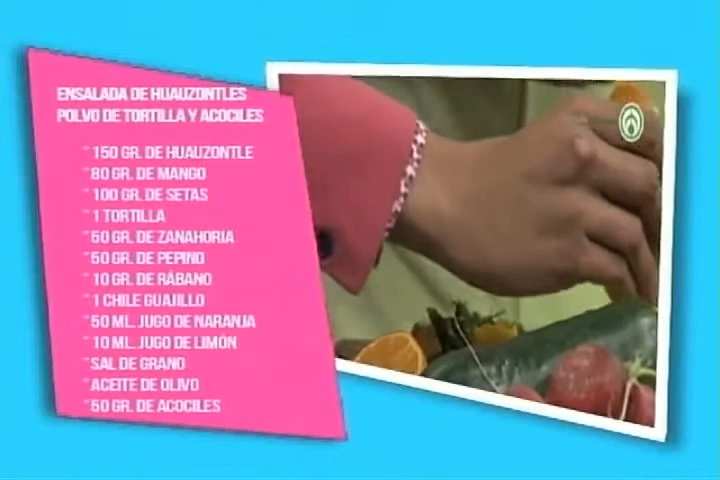 ENSALADA DE HUAUZONTLES
POLVO DE TORTILLA Y ACOCILES
* 150 GR. DE HUAUZONTLE
* 80 GR. DE MANGO
* 100 GR. DE SETAS
* 1 TORTILLA
* 50 GR. DE ZANAHORIA
* 50 GR. DE PEPINO
* 10 GR. DE RÁBANO
* 1 CHILE GUAJILLO
* 50 ML. JUGO DE NARANJA
* 10 ML. JUGO DE LIMÓN
*SAL DE GRANO
*ACEITE DE OLIVO
* 50 GR. DE ACOCILES